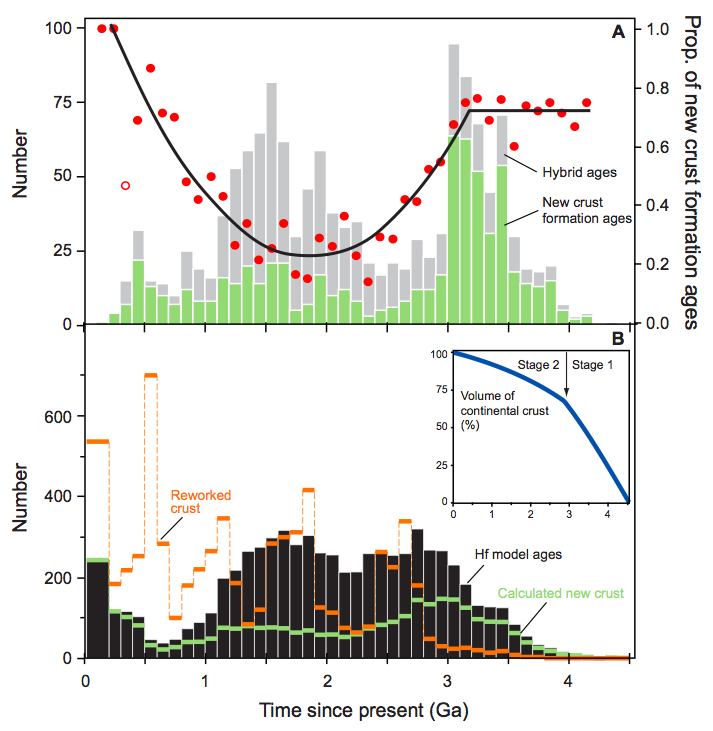 A
100
75
50
25
0
Number
1.0
0.8
0.6
0.4
0.2
0.0
Prop. of new crust formation ages
Hybrid ages
New crust
formation ages
B
600
400
200
0
Number
Reworked
crust
Hf model ages
Calculated new crust
100
75
50
25
0
Stage 2
Stage 1
Volume of
continental crust
(%)
0 1 2 3 4
0 1 2 3 4
Time since present (Ga)